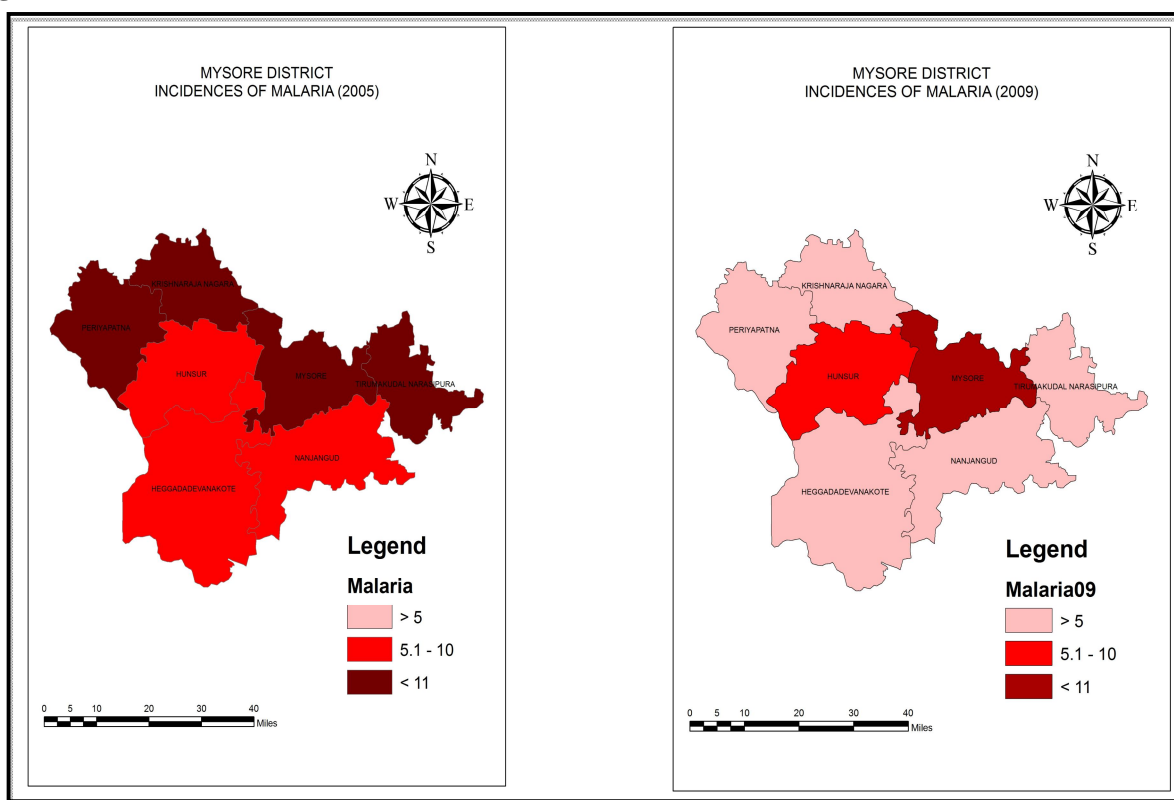 MYSORE DISTRICT
INCIDENCES OF MALARIA (2005)
N
W
E
S
KRISHNARAJA NAGARA
PERIYAPATNA
HUNSUR
MYSORE
TIRUMAKUDAL NARASIPURA
NANJANGUD
HEGGADADEVANAKOTE
Legend
Malaria
> 5
5.1 - 10
< 11
0 5 10 20 30 40
Miles
MYSORE DISTRICT
INCIDENCES OF MALARIA (2009)
N
W
E
S
KRISHNARAJA NAGARA
PERIYAPATNA
HUNSUR
MYSORE
TIRUMAKUDAL NARASIPURA
NANJANGUD
HEGGADADEVANAKOTE
Legend
Malaria09
> 5
5.1 - 10
< 11
0 5 10 20 30 40
Miles